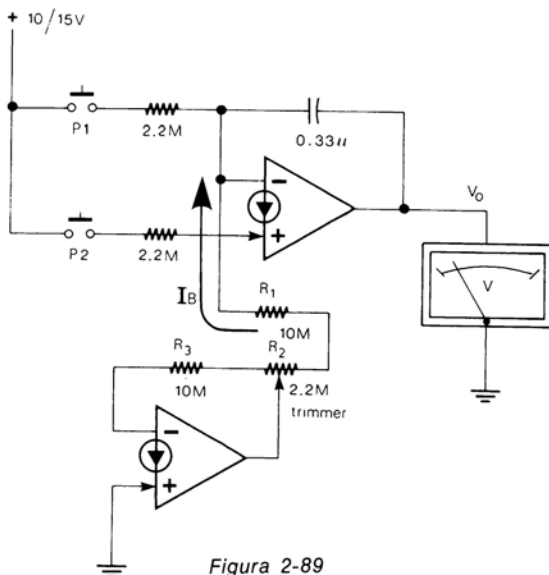 + 10/15V
P1
2.2M
0.33u
−
+
V₀
P2
2.2M
V
I_B
R₁
10M
R₃
R₂
10M
2.2M
trimmer
−
+
Figura 2-89